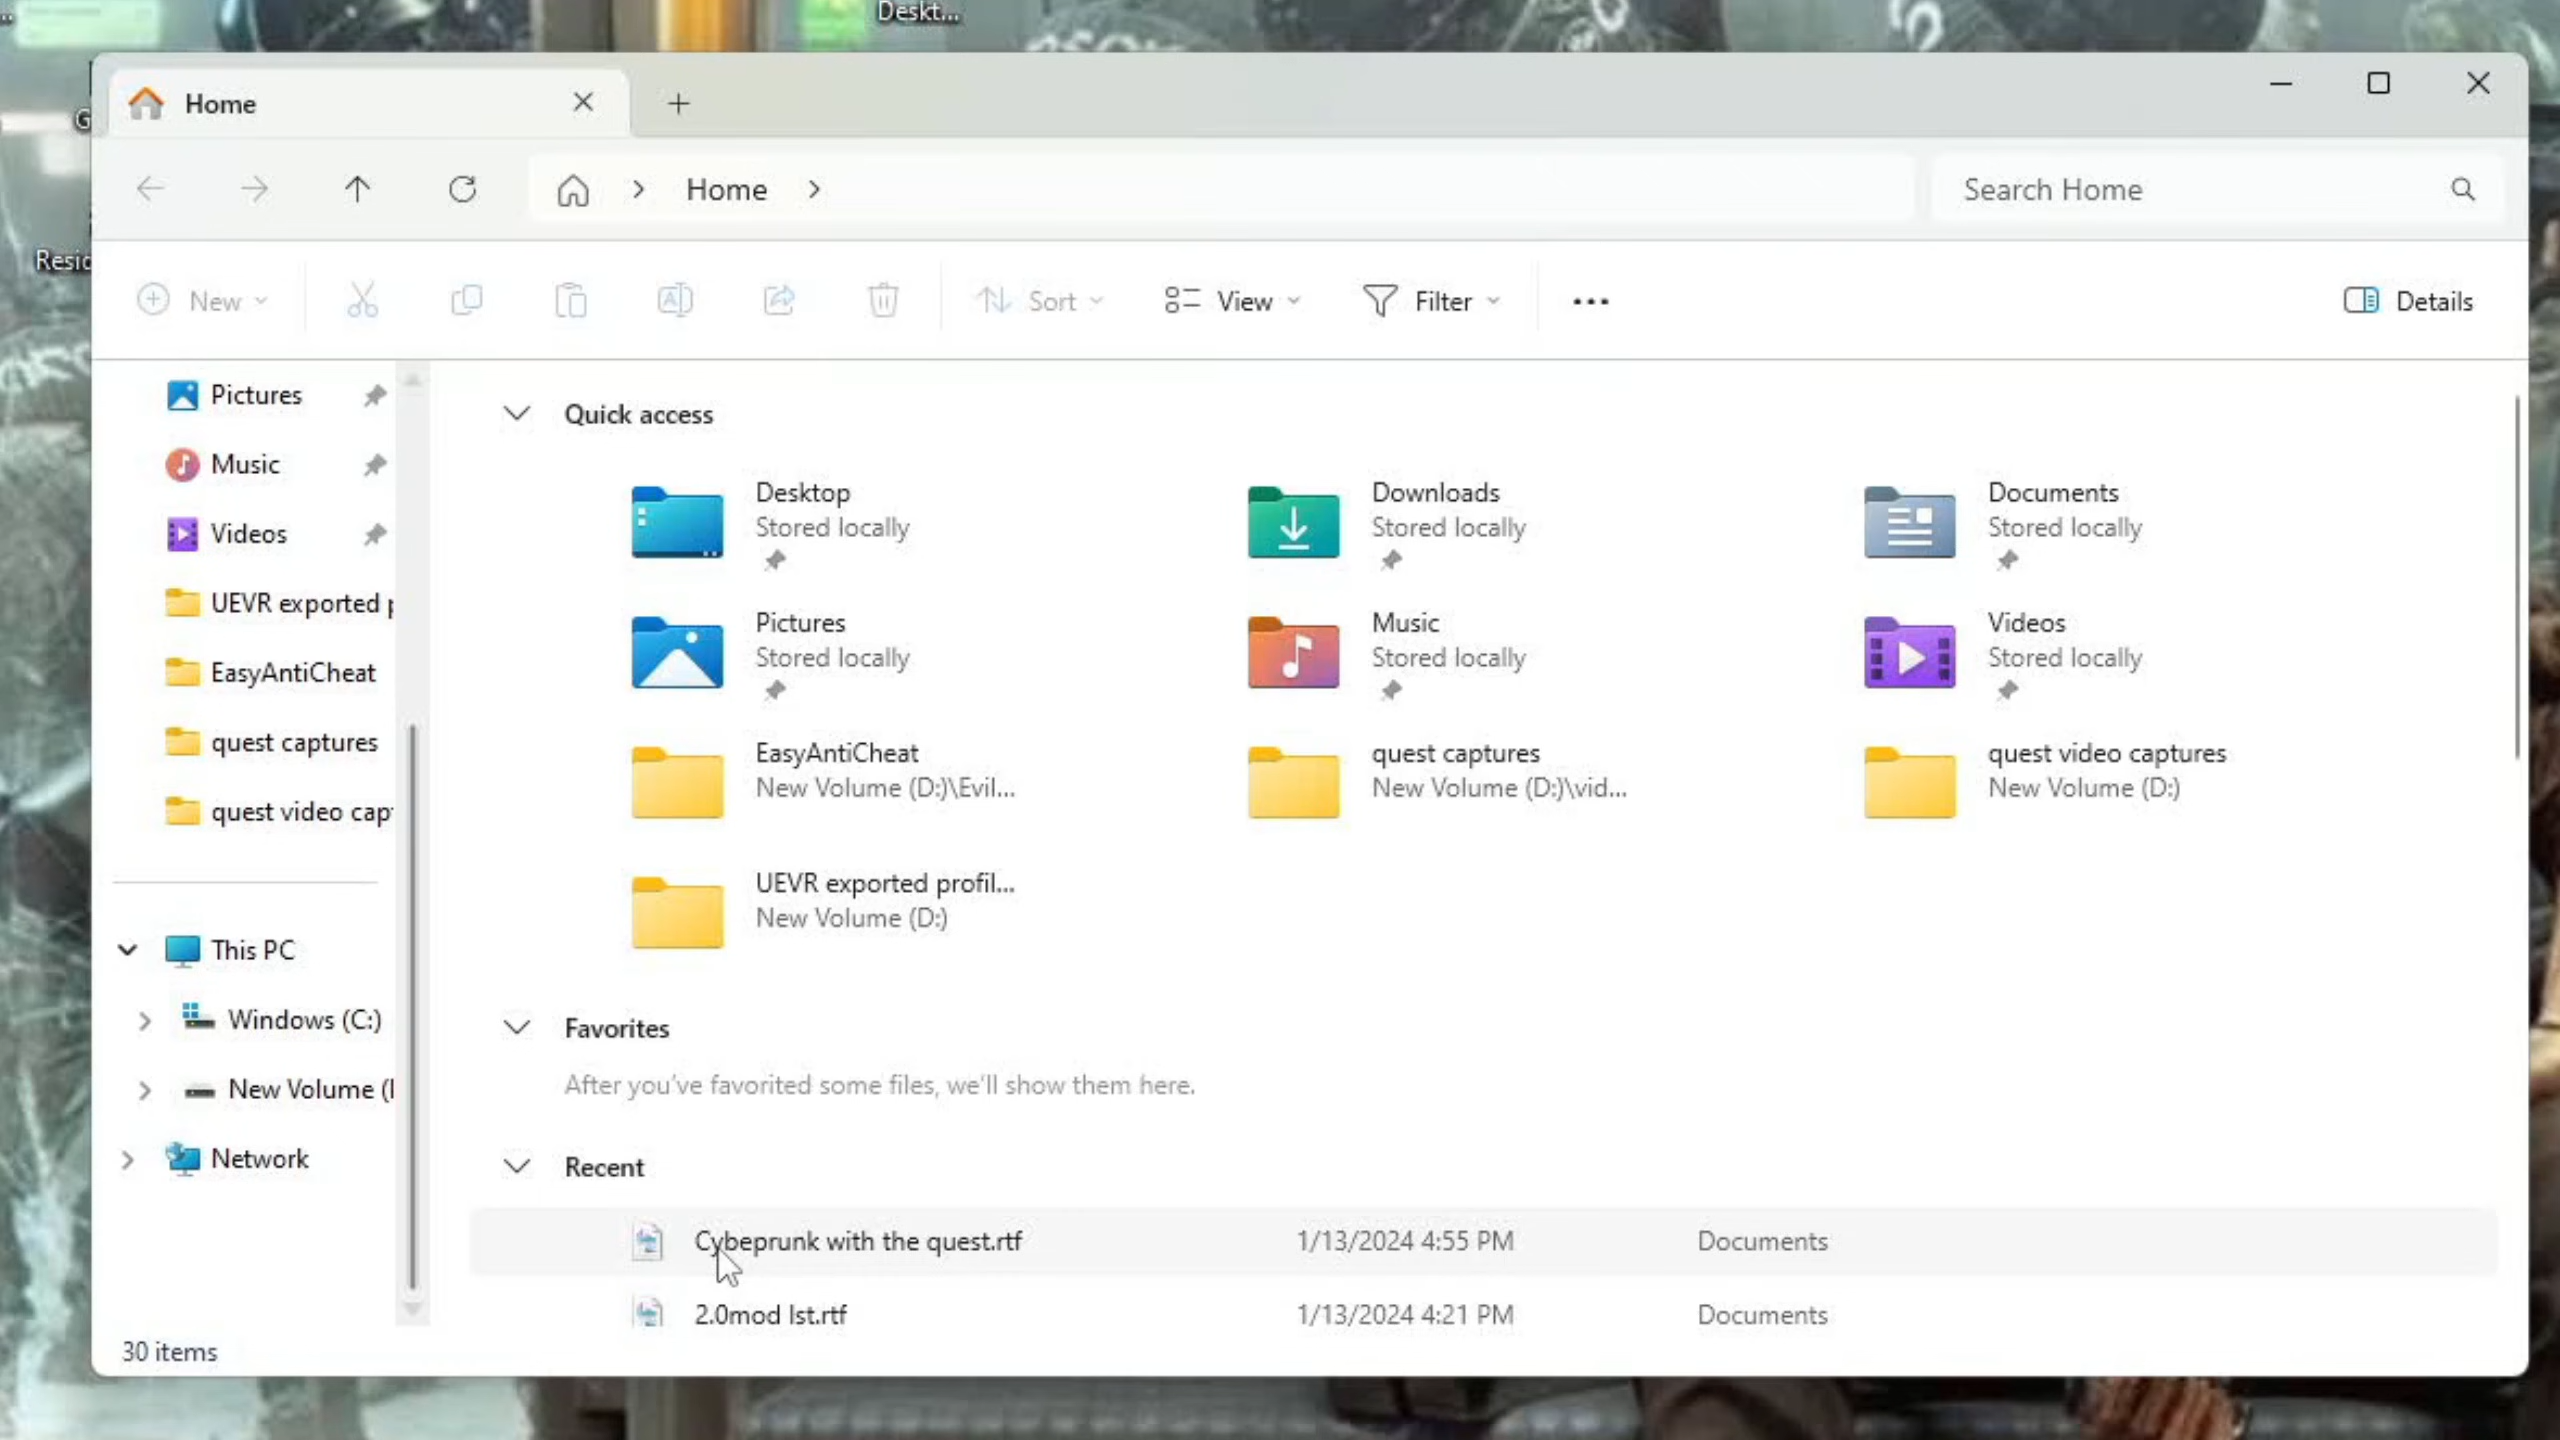 Deskt...
Home
Home
Search Home
New
Sort
View
Filter
Details
Pictures
Music
Videos
UEVR exported
EasyAntiCheat
quest captures
quest video cap
This PC
Windows (C:)
New Volume (
Network
Quick access
Desktop
Stored locally
Downloads
Stored locally
Documents
Stored locally
Pictures
Stored locally
Music
Stored locally
Videos
Stored locally
EasyAntiCheat
New Volume (D:)\Evil...
quest captures
New Volume (D:)\vid...
quest video captures
New Volume (D:)
UEVR exported profil...
New Volume (D:)
Favorites
After you've favorited some files, we'll show them here.
Recent
Cybeprunk with the quest.rtf 1/13/2024 4:55 PM Documents
2.0mod lst.rtf 1/13/2024 4:21 PM Documents
30 items
Resid